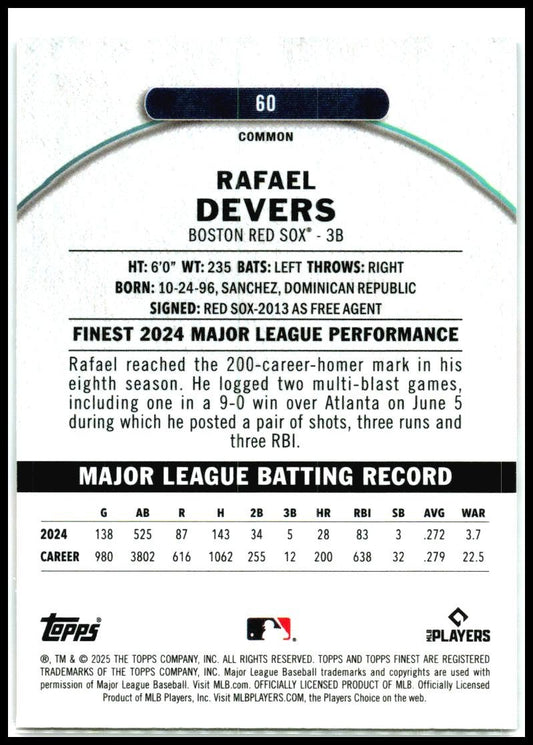 60
COMMON
RAFAEL
DEVERS
BOSTON RED SOX® - 3B
HT: 6'0" WT: 235 BATS: LEFT THROWS: RIGHT
BORN: 10-24-96, SANCHEZ, DOMINICAN REPUBLIC
SIGNED: RED SOX-2013 AS FREE AGENT
FINEST 2024 MAJOR LEAGUE PERFORMANCE
Rafael reached the 200-career-homer mark in his
eighth season. He logged two multi-blast games,
including one in a 9-0 win over Atlanta on June 5
during which he posted a pair of shots, three runs and
three RBI.
MAJOR LEAGUE BATTING RECORD
G AB R H 2B 3B HR RBI SB AVG WAR
2024 138 525 87 143 34 5 28 83 3 .272 3.7
CAREER 980 3802 616 1062 255 12 200 638 32 .279 22.5
Topps® MLB PLAYERS
®, TM & © 2025 THE TOPPS COMPANY, INC. ALL RIGHTS RESERVED. TOPPS AND TOPPS FINEST ARE REGISTERED
TRADEMARKS OF THE TOPPS COMPANY, INC. Major League Baseball trademarks and copyrights are used with
permission of Major League Baseball. Visit MLB.com. OFFICIALLY LICENSED PRODUCT OF MLB. Officially Licensed
Product of MLB Players, Inc. Visit MLBPLAYERS.COM, the Players Choice on the web.